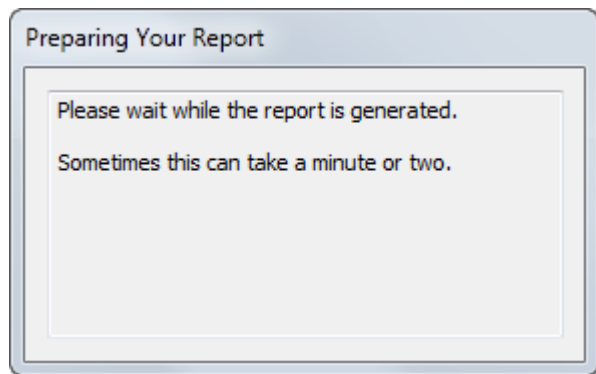 Preparing Your Report
Please wait while the report is generated.
Sometimes this can take a minute or two.